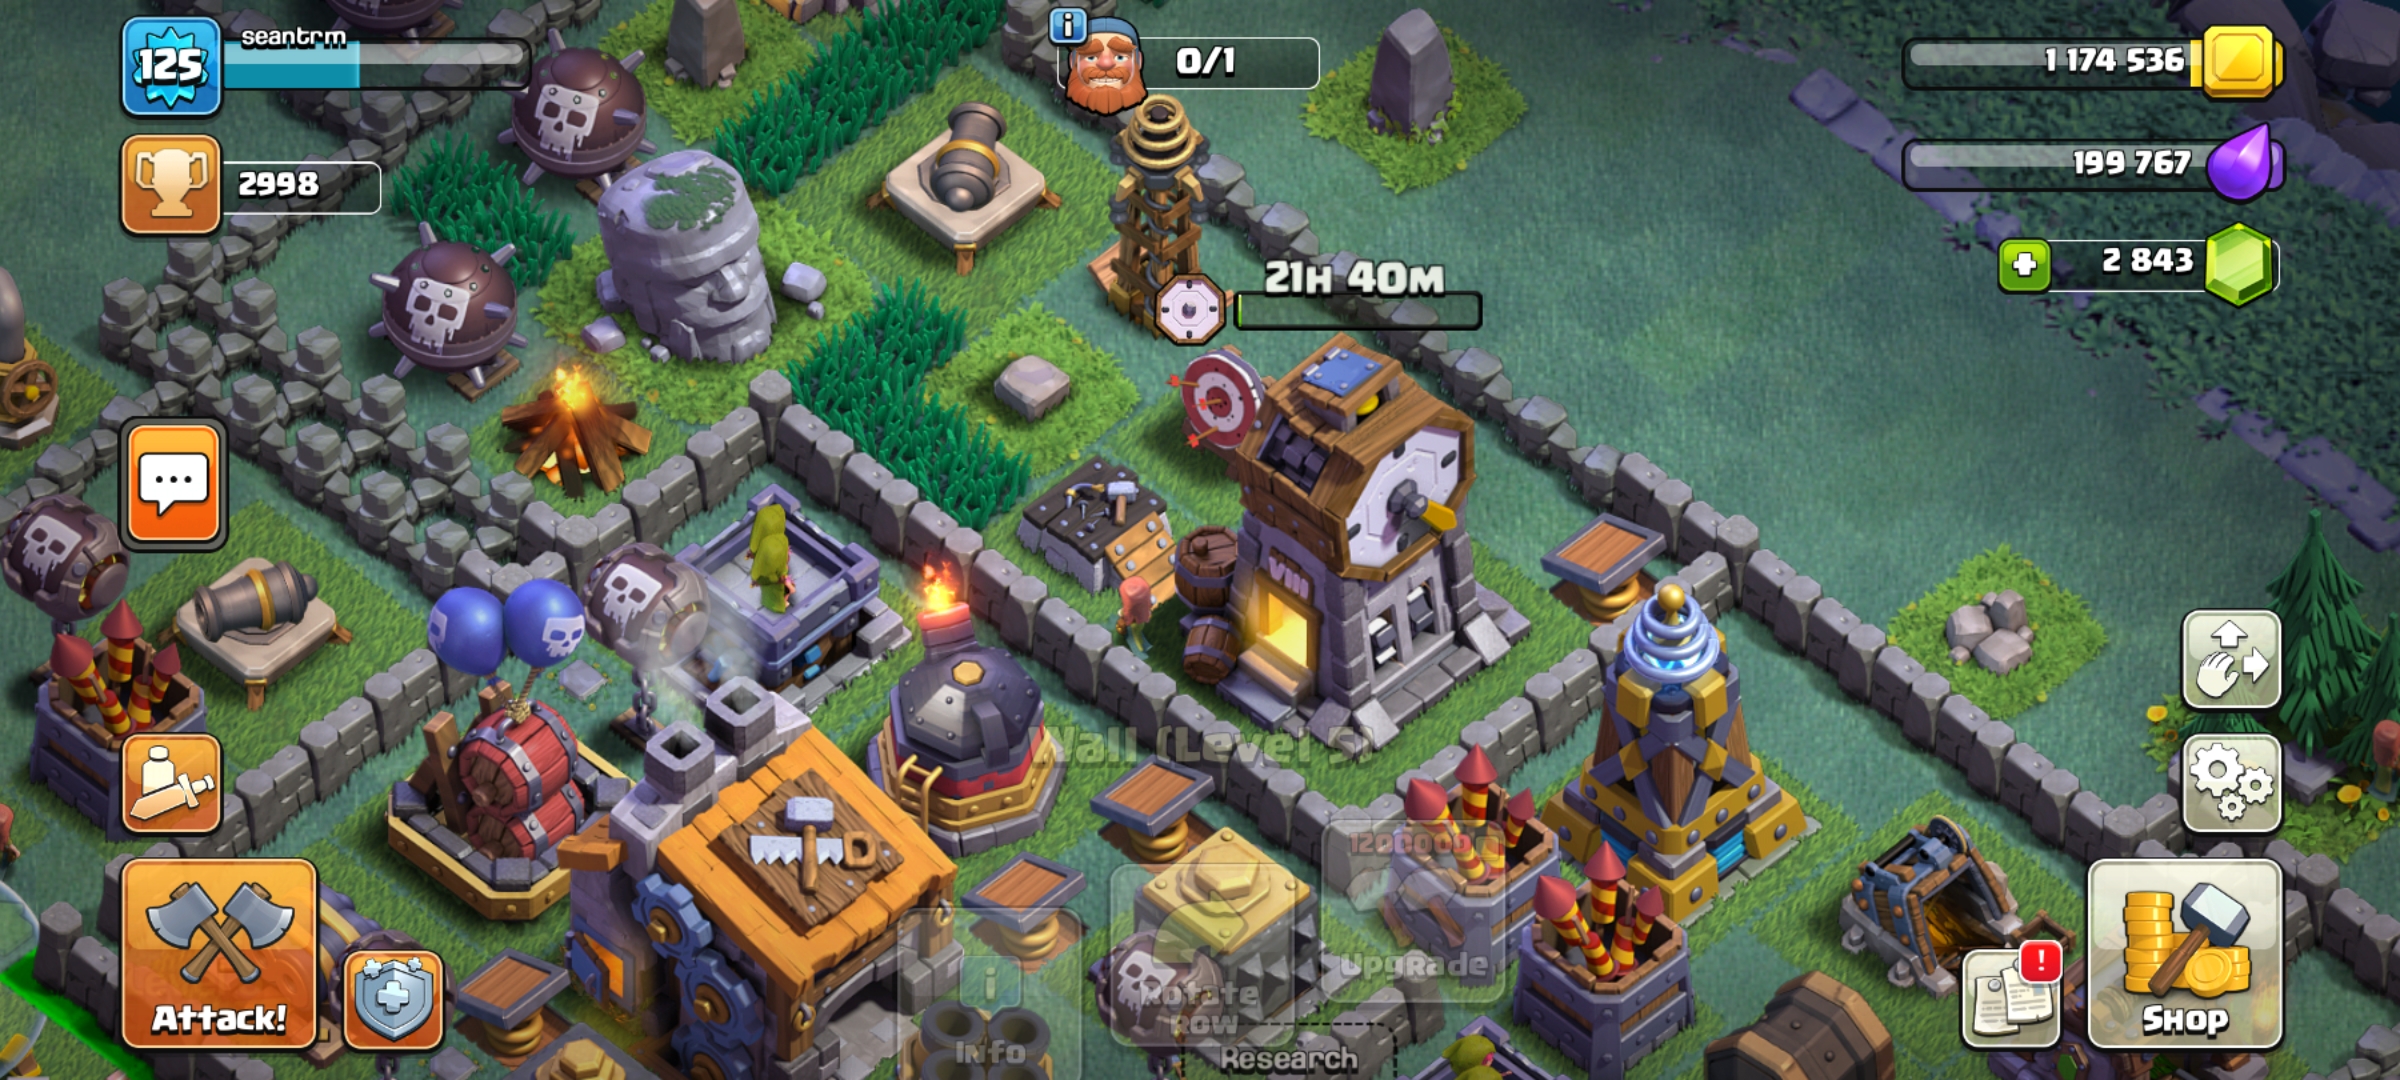 125
seantrm
0/1
1 174 536
2998
199 767
2 843
21H 40M
VIII
Wall (Level 5)
1200000
Upgrade
Rotate
Row
Info
Research
Attack!
!
Shop